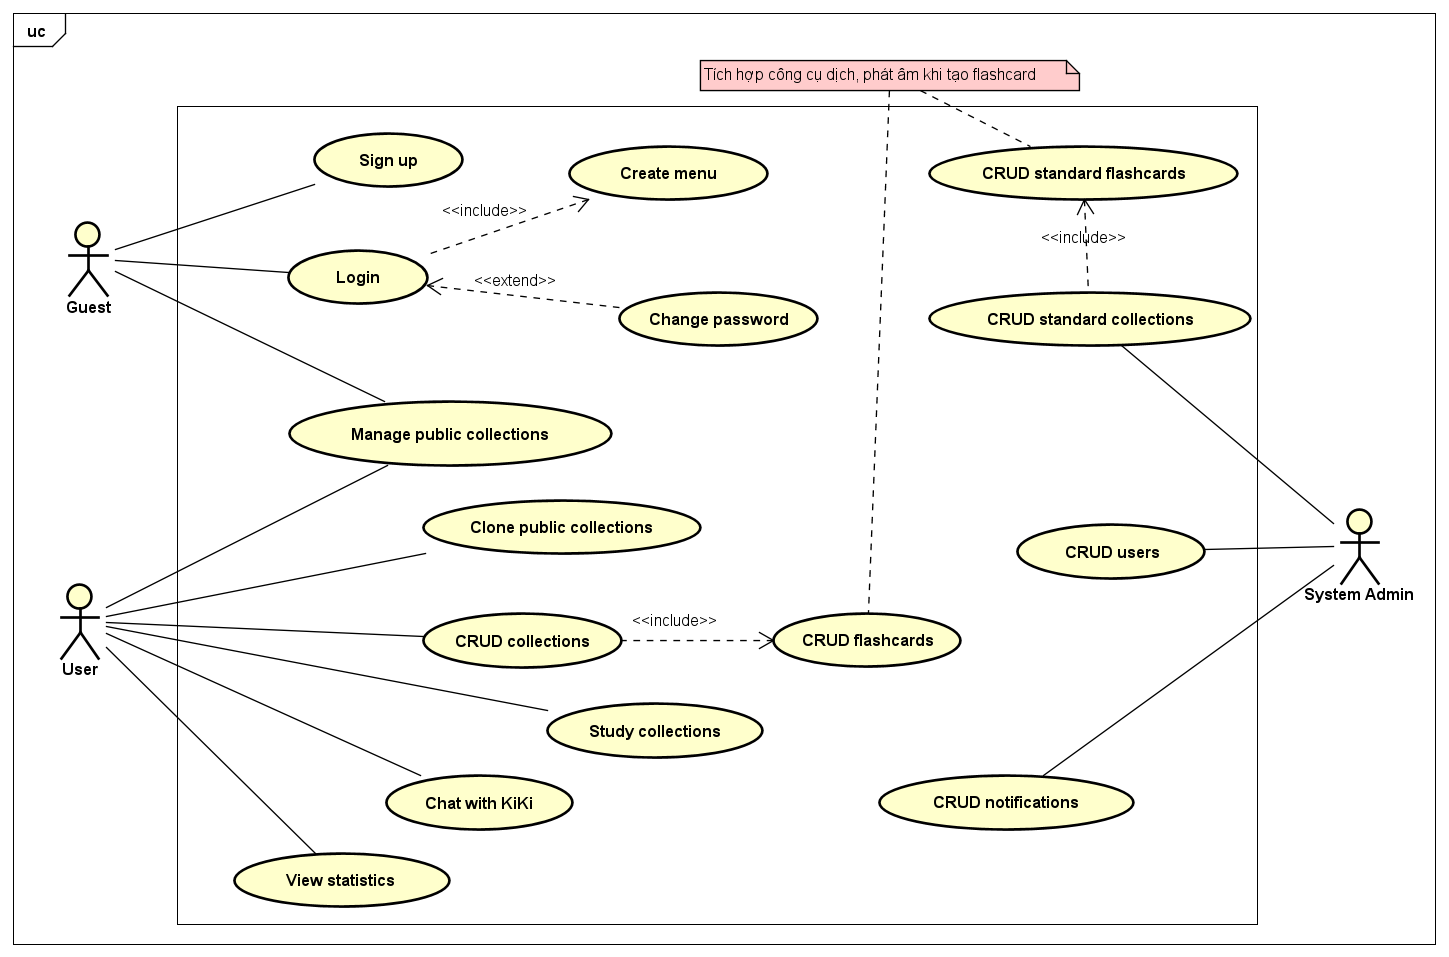 uc
Tích hợp công cụ dịch, phát âm khi tạo flashcard
Sign up
Create menu
CRUD standard flashcards
<<include>>
<<include>>
Guest
Login
<<extend>>
Change password
CRUD standard collections
Manage public collections
Clone public collections
CRUD users
System Admin
User
CRUD collections
<<include>>
CRUD flashcards
Study collections
Chat with KiKi
CRUD notifications
View statistics